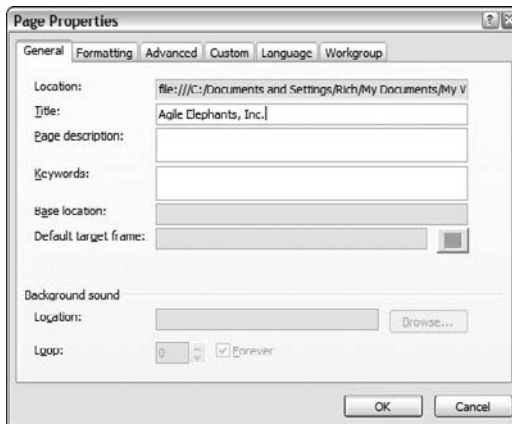 Page Properties
General Formatting Advanced Custom Language Workgroup
Location: file:///C:/Documents and Settings/Rich/My Documents/My W
Title: Agile Elephants, Inc.
Page description:
Keywords:
Base location:
Default target frame:
Background sound
Location: Browse...
Loop: 0 Forever
OK Cancel